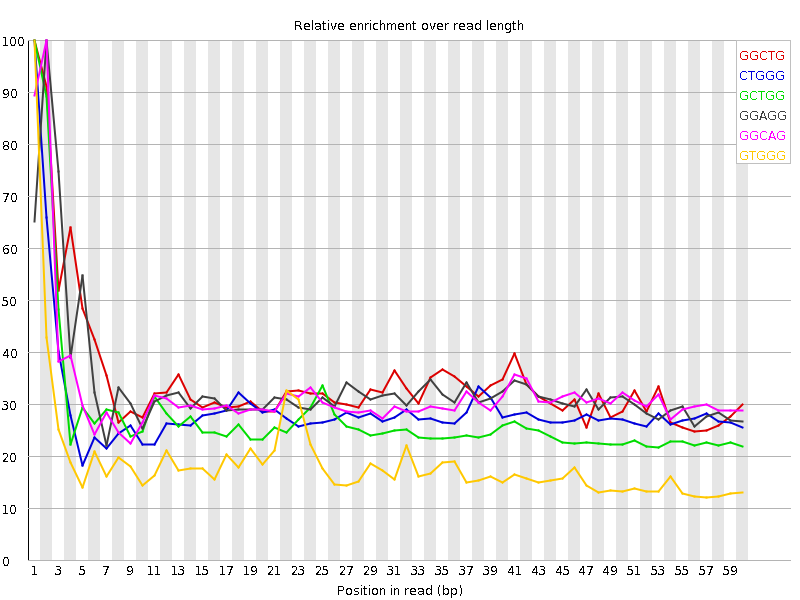 Relative enrichment over read length
100
90
80
70
60
50
40
30
20
10
0
GGCTG
CTGGG
GCTGG
GGAGG
GGCAG
GTGGG
1 3 5 7 9 11 13 15 17 19 21 23 25 27 29 31 33 35 37 39 41 43 45 47 49 51 53 55 57 59
Position in read (bp)